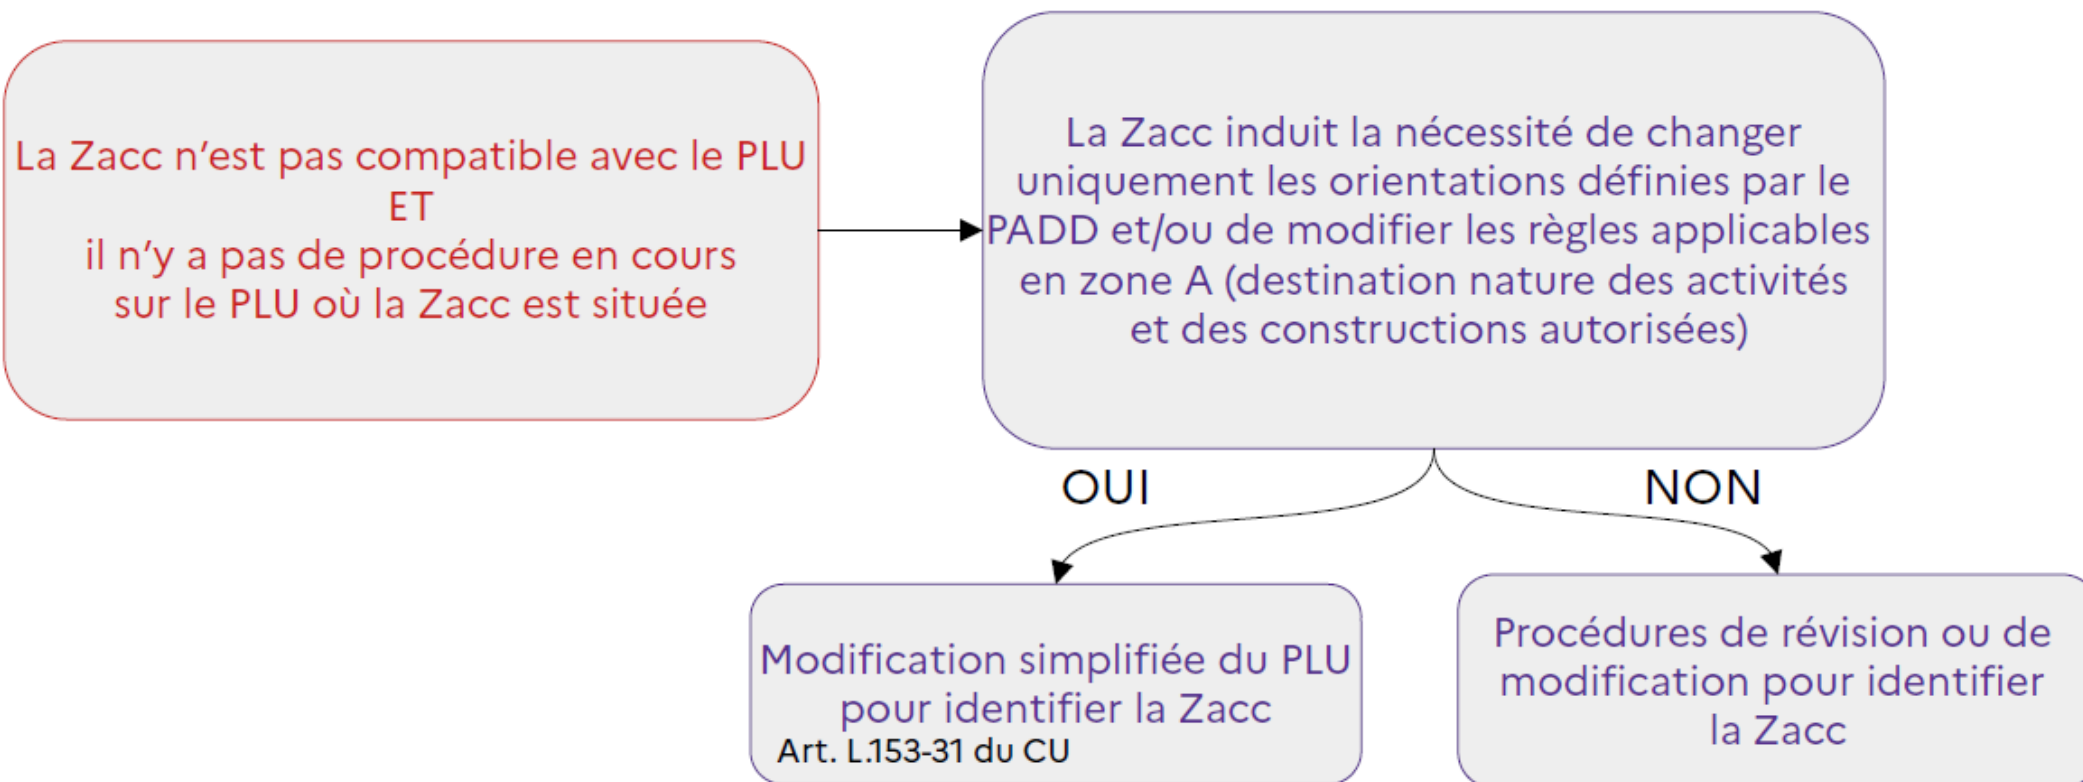 La Zacc n'est pas compatible avec le PLU
ET
il n'y a pas de procédure en cours
sur le PLU où la Zacc est située
La Zacc induit la nécessité de changer
uniquement les orientations définies par le
PADD et/ou de modifier les règles applicables
en zone A (destination nature des activités
et des constructions autorisées)
OUI
NON
Modification simplifiée du PLU
pour identifier la Zacc
Art. L.153-31 du CU
Procédures de révision ou de
modification pour identifier
la Zacc